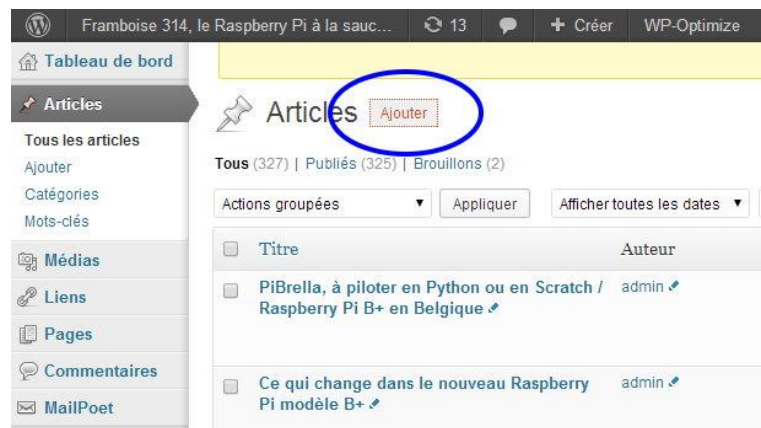 Framboise 314, le Raspberry Pi à la sauc... 13 + Créer WP-Optimize
Tableau de bord
Articles
Tous les articles
Ajouter
Catégories
Mots-clés
Médias
Liens
Pages
Commentaires
MailPoet
Articles Ajouter
Tous (327) | Publiés (325) | Brouillons (2)
Actions groupées Appliquer Afficher toutes les dates
Titre Auteur
PiBrella, à piloter en Python ou en Scratch / admin
Raspberry Pi B+ en Belgique
Ce qui change dans le nouveau Raspberry admin
Pi modèle B+